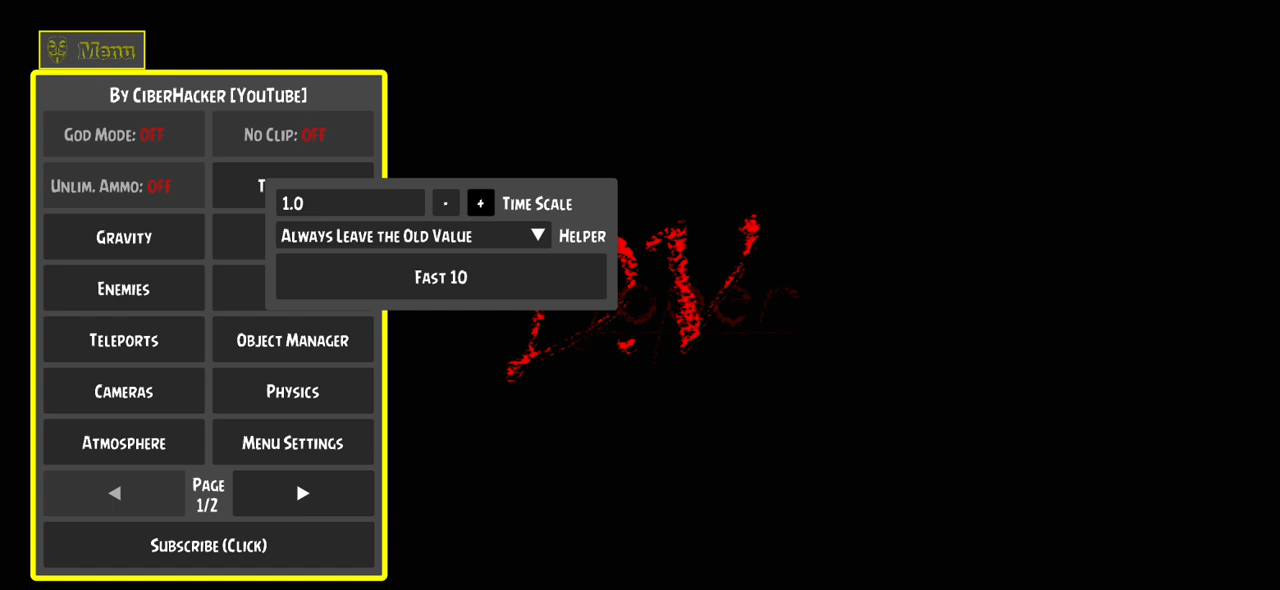 Menu
By CiberHacker [YouTube]
God Mode: OFF
No Clip: OFF
Unlim. Ammo: OFF
1.0
-
+
Time Scale
Gravity
Always Leave the Old Value
Helper
Fast 10
Enemies
Teleports
Object Manager
Cameras
Physics
Atmosphere
Menu Settings
Page
1/2
Subscribe (Click)